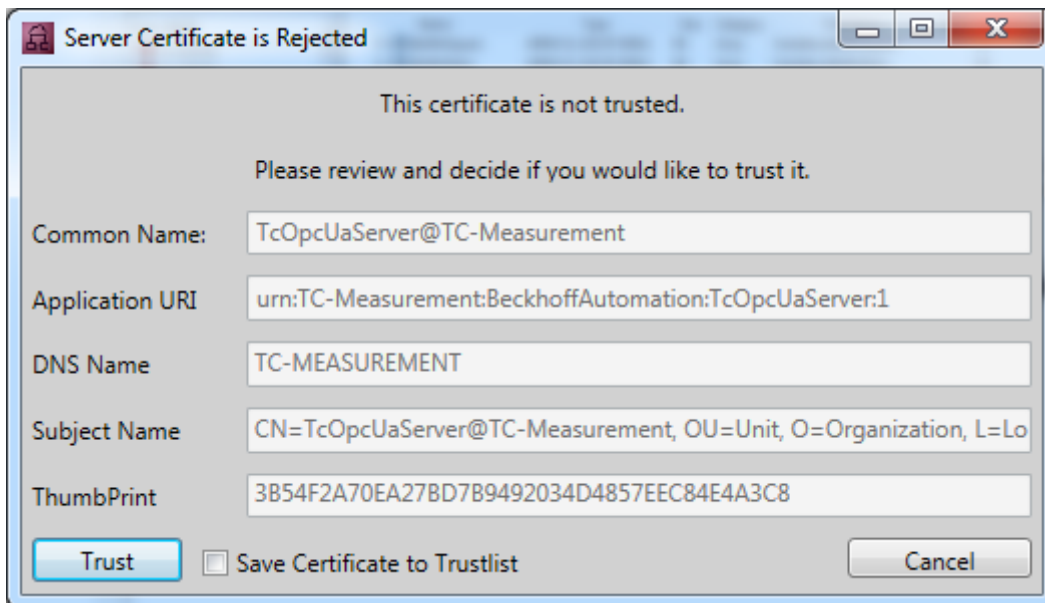 Server Certificate is Rejected
This certificate is not trusted.
Please review and decide if you would like to trust it.
Common Name: TcOpcUaServer@TC-Measurement
Application URI urn:TC-Measurement:BeckhoffAutomation:TcOpcUaServer:1
DNS Name TC-MEASUREMENT
Subject Name CN=TcOpcUaServer@TC-Measurement, OU=Unit, O=Organization, L=Lo
ThumbPrint 3B54F2A70EA27BD7B9492034D4857EEC84E4A3C8
Trust Save Certificate to Trustlist Cancel